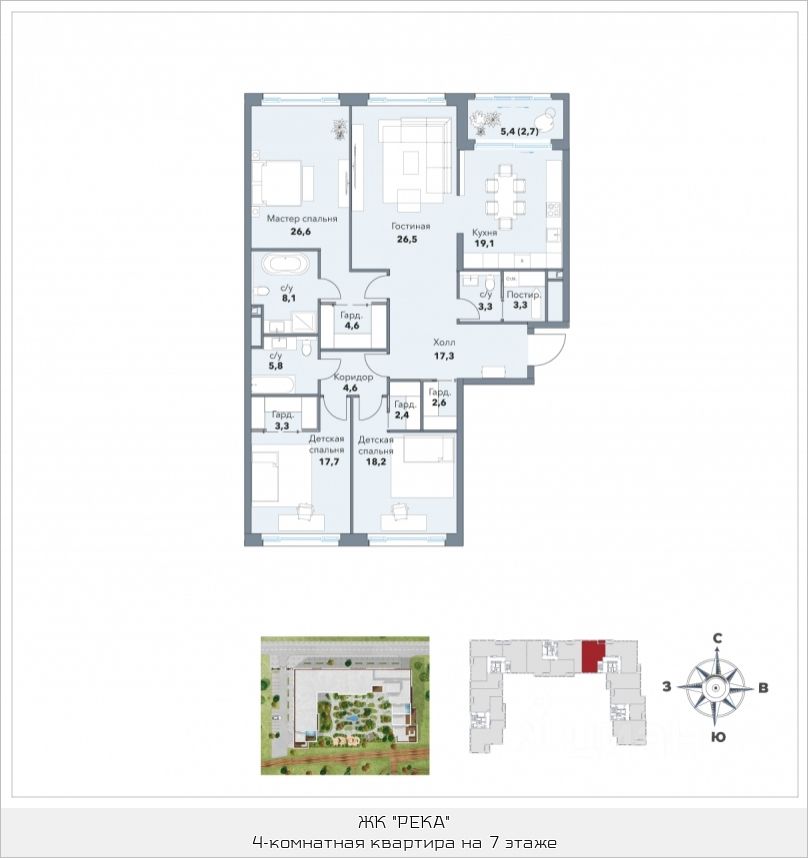 5,4 (2,7)
Мастер спальня
26,6
Гостиная
26,5
Кухня
19,1
с/у
8,1
Гард.
4,6
с/у
3,3
Постир.
3,3
Холл
17,3
с/у
5,8
Коридор
4,6
Гард.
2,4
Гард.
2,6
Гард.
3,3
Детская
спальня
17,7
Детская
спальня
18,2
С
З
В
Ю
ЖК "РЕКА"
4-комнатная квартира на 7 этаже